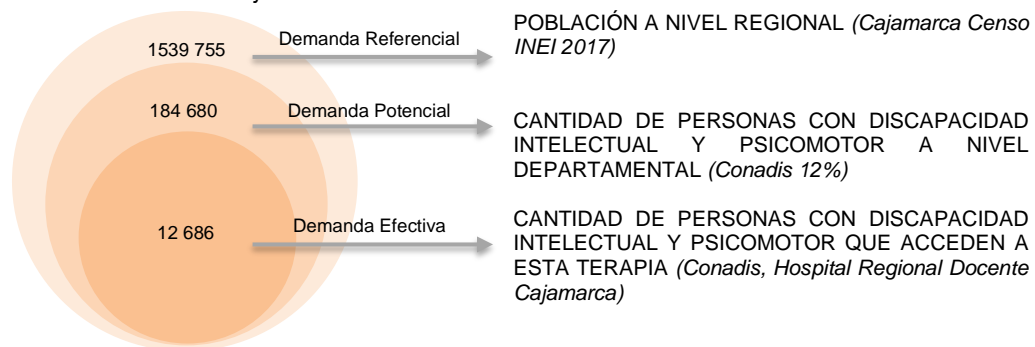 1539 755
Demanda Referencial
POBLACIÓN A NIVEL REGIONAL (Cajamarca Censo
INEI 2017)
184 680
Demanda Potencial
CANTIDAD DE PERSONAS CON DISCAPACIDAD
INTELECTUAL Y PSICOMOTOR A NIVEL
DEPARTAMENTAL (Conadis 12%)
12 686
Demanda Efectiva
CANTIDAD DE PERSONAS CON DISCAPACIDAD
INTELECTUAL Y PSICOMOTOR QUE ACCEDEN A
ESTA TERAPIA (Conadis, Hospital Regional Docente
Cajamarca)